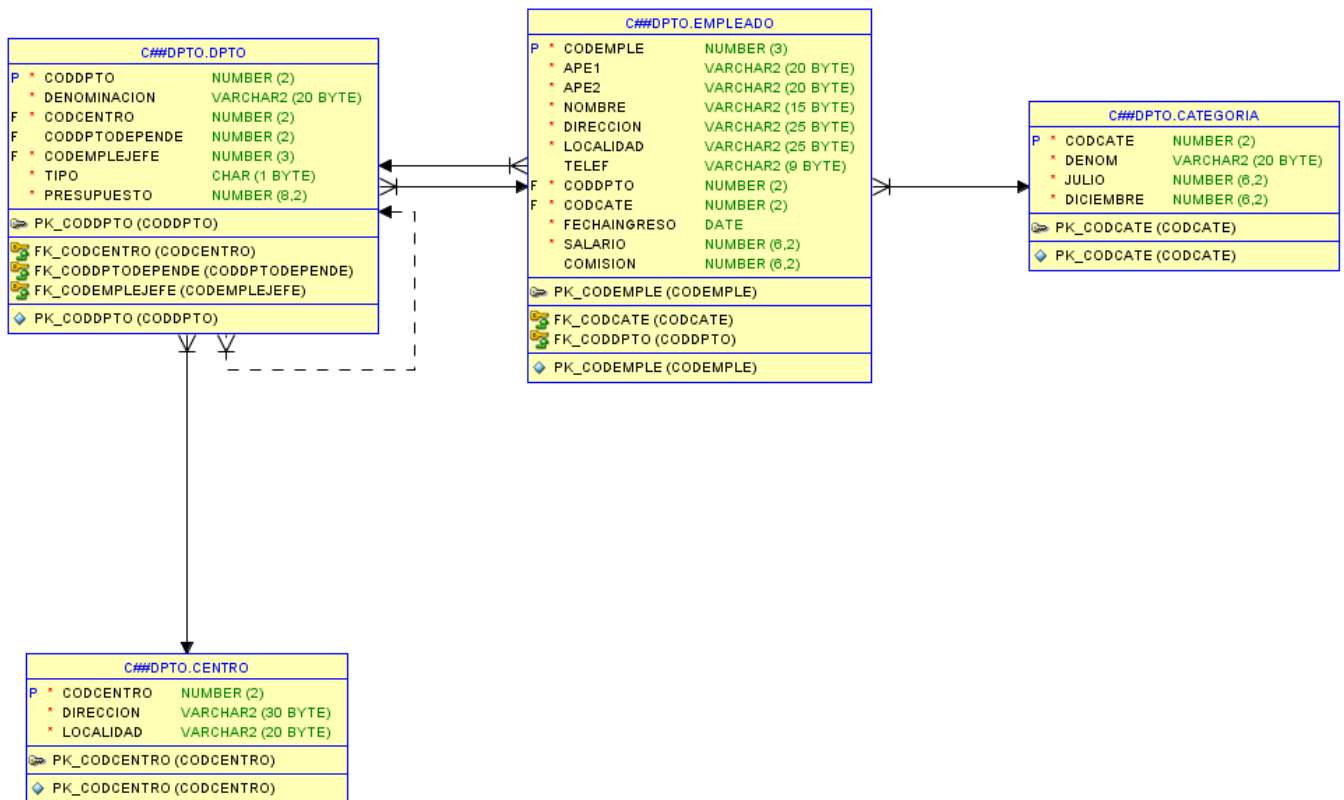 C##DPTO.DPTO
P * CODDPTO NUMBER (2)
* DENOMINACION VARCHAR2 (20 BYTE)
F * CODCENTRO NUMBER (2)
F CODDPTODEPENDE NUMBER (2)
F * CODEMPLEJEFE NUMBER (3)
* TIPO CHAR (1 BYTE)
* PRESUPUESTO NUMBER (8,2)
PK_CODDPTO (CODDPTO)
FK_CODCENTRO (CODCENTRO)
FK_CODDPTODEPENDE (CODDPTODEPENDE)
FK_CODEMPLEJEFE (CODEMPLEJEFE)
PK_CODDPTO (CODDPTO)
C##DPTO.EMPLEADO
P * CODEMPLE NUMBER (3)
* APE1 VARCHAR2 (20 BYTE)
* APE2 VARCHAR2 (20 BYTE)
* NOMBRE VARCHAR2 (15 BYTE)
* DIRECCION VARCHAR2 (25 BYTE)
* LOCALIDAD VARCHAR2 (25 BYTE)
TELEF VARCHAR2 (9 BYTE)
F * CODDPTO NUMBER (2)
F * CODCATE NUMBER (2)
* FECHAINGRESO DATE
* SALARIO NUMBER (6,2)
COMISION NUMBER (6,2)
PK_CODEMPLE (CODEMPLE)
FK_CODCATE (CODCATE)
FK_CODDPTO (CODDPTO)
PK_CODEMPLE (CODEMPLE)
C##DPTO.CATEGORIA
P * CODCATE NUMBER (2)
* DENOM VARCHAR2 (20 BYTE)
* JULIO NUMBER (6,2)
* DICIEMBRE NUMBER (6,2)
PK_CODCATE (CODCATE)
PK_CODCATE (CODCATE)
C##DPTO.CENTRO
P * CODCENTRO NUMBER (2)
* DIRECCION VARCHAR2 (30 BYTE)
* LOCALIDAD VARCHAR2 (20 BYTE)
PK_CODCENTRO (CODCENTRO)
PK_CODCENTRO (CODCENTRO)